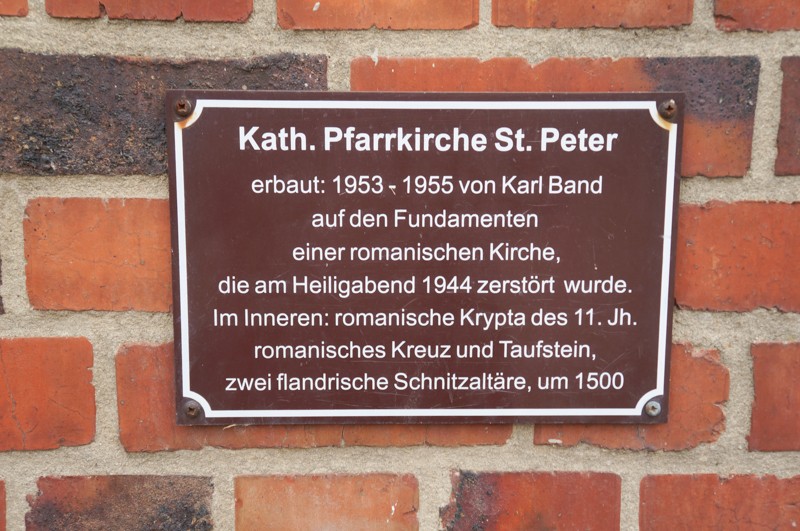 Kath. Pfarrkirche St. Peter
erbaut: 1953 - 1955 von Karl Band
auf den Fundamenten
einer romanischen Kirche,
die am Heiligabend 1944 zerstört wurde.
Im Inneren: romanische Krypta des 11. Jh.
romanisches Kreuz und Taufstein,
zwei flandrische Schnitzaltäre, um 1500